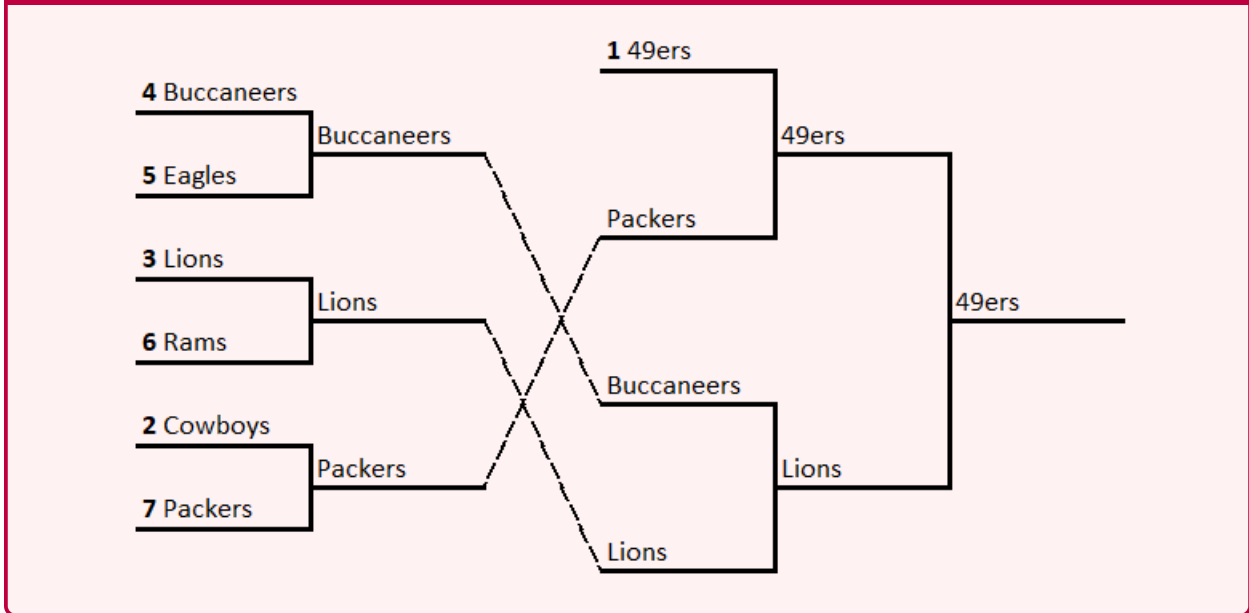 1 49ers
4 Buccaneers
Buccaneers
49ers
5 Eagles
Packers
3 Lions
Lions
49ers
6 Rams
Buccaneers
2 Cowboys
Packers
Lions
7 Packers
Lions